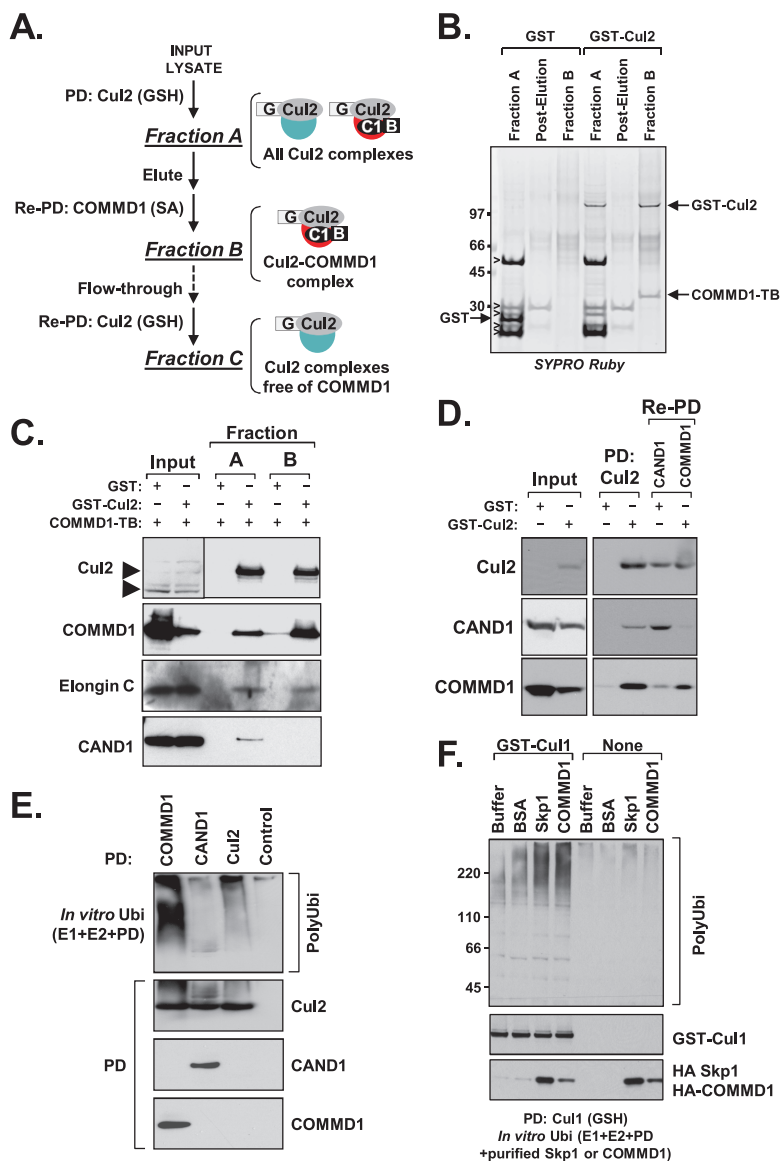 A.
INPUT
LYSATE
PD: Cul2 (GSH)
Fraction A
G Cul2
G Cul2
C1 B
All Cul2 complexes
Elute
Re-PD: COMMD1 (SA)
Fraction B
G Cul2
C1 B
Cul2-COMMD1
complex
Flow-through
Re-PD: Cul2 (GSH)
Fraction C
G Cul2
Cul2 complexes
free of COMMD1
B.
GST GST-Cul2
Fraction A Post-Elution Fraction B Fraction A Post-Elution Fraction B
97
66
45
30
GST
GST-Cul2
COMMD1-TB
SYPRO Ruby
C.
Fraction
Input A B
GST: + – + – + –
GST-Cul2: – + – + – +
COMMD1-TB: + + + + + +
Cul2
COMMD1
Elongin C
CAND1
D.
Re-PD
PD:
Input Cul2 CAND1 COMMD1
GST: + – + – + –
GST-Cul2: – + – + – +
Cul2
CAND1
COMMD1
E.
PD: COMMD1 CAND1 Cul2 Control
In vitro Ubi
(E1+E2+PD)
PolyUbi
PD
Cul2
CAND1
COMMD1
F.
GST-Cul1 None
Buffer BSA Skp1 COMMD1 Buffer BSA Skp1 COMMD1
220
110
66
45
PolyUbi
GST-Cul1
HA Skp1
HA-COMMD1
PD: Cul1 (GSH)
In vitro Ubi (E1+E2+PD
+purified Skp1 or COMMD1)